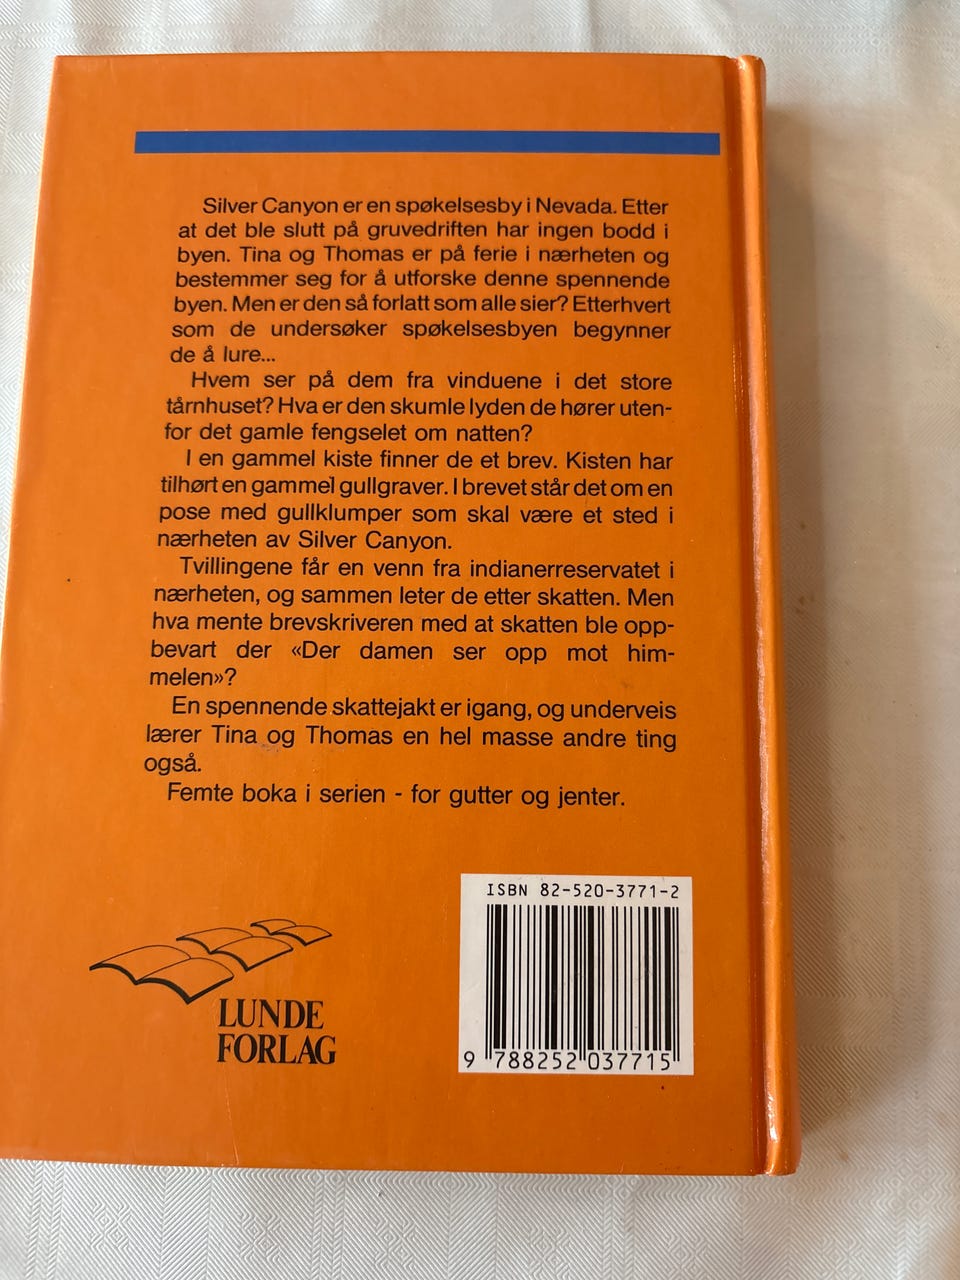 Silver Canyon er en spøkelsesby i Nevada. Etter
at det ble slutt på gruvedriften har ingen bodd i
byen. Tina og Thomas er på ferie i nærheten og
bestemmer seg for å utforske denne spennende
byen. Men er den så forlatt som alle sier? Etterhvert
som de undersøker spøkelsesbyen begynner
de å lure...
Hvem ser på dem fra vinduene i det store
tårnhuset? Hva er den skumle lyden de hører uten-
for det gamle fengselet om natten?
I en gammel kiste finner de et brev. Kisten har
tilhørt en gammel gullgraver. I brevet står det om en
pose med gullklumper som skal være et sted i
nærheten av Silver Canyon.
Tvillingene får en venn fra indianerreservatet i
nærheten, og sammen leter de etter skatten. Men
hva mente brevskriveren med at skatten ble opp-
bevart der «Der damen ser opp mot him-
melen»?
En spennende skattejakt er igang, og underveis
lærer Tina og Thomas en hel masse andre ting
også.
Femte boka i serien - for gutter og jenter.
ISBN 82-520-3771-2
9 788252 037715
LUNDE
FORLAG